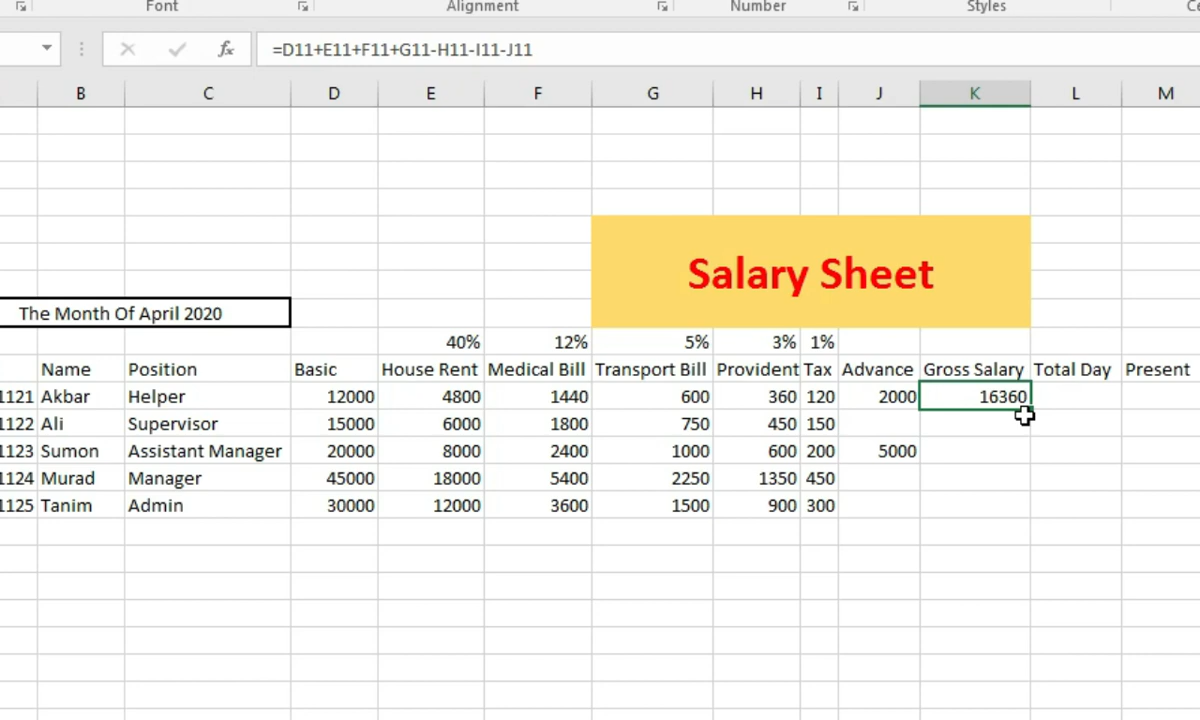 Font Alignment Number Styles
fx =D11+E11+F11+G11-H11-I11-J11
B C D E F G H I J K L M
Salary Sheet
The Month Of April 2020
40% 12% 5% 3% 1%
Name Position Basic House Rent Medical Bill Transport Bill Provident Tax Advance Gross Salary Total Day Present
1121 Akbar Helper 12000 4800 1440 600 360 120 2000 16360
1122 Ali Supervisor 15000 6000 1800 750 450 150
1123 Sumon Assistant Manager 20000 8000 2400 1000 600 200 5000
1124 Murad Manager 45000 18000 5400 2250 1350 450
1125 Tanim Admin 30000 12000 3600 1500 900 300